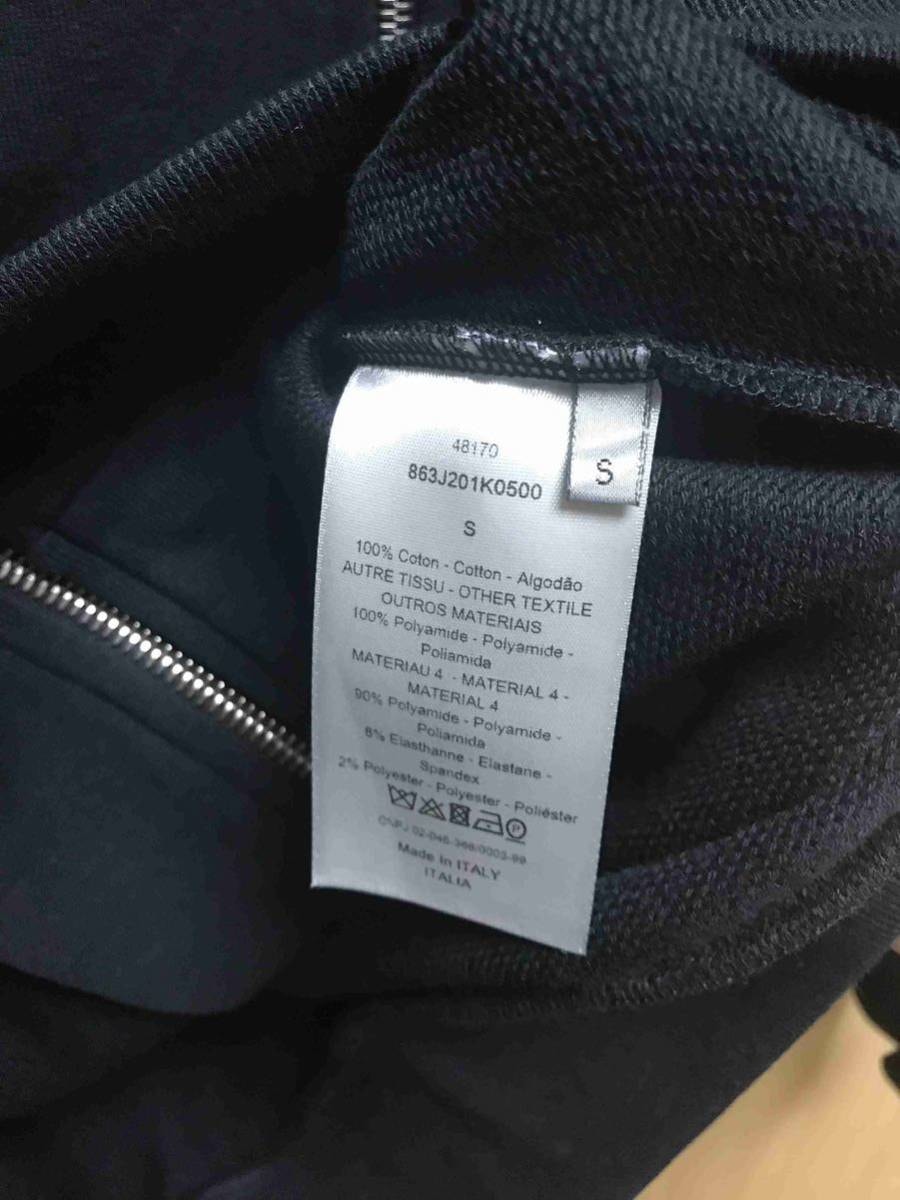 48170
863J201K0500
S
S
100% Coton - Cotton - Algodão
AUTRE TISSU - OTHER TEXTILE
OUTROS MATERIAIS
100% Polyamide - Polyamide -
Poliamida
MATERIAU 4 - MATERIAL 4 -
MATERIAL 4
90% Polyamide - Polyamide -
Poliamida
8% Elasthanne - Elastane -
Spandex
2% Polyester - Polyester - Poliéster
P
CNPJ
Made in ITALY
ITALIA